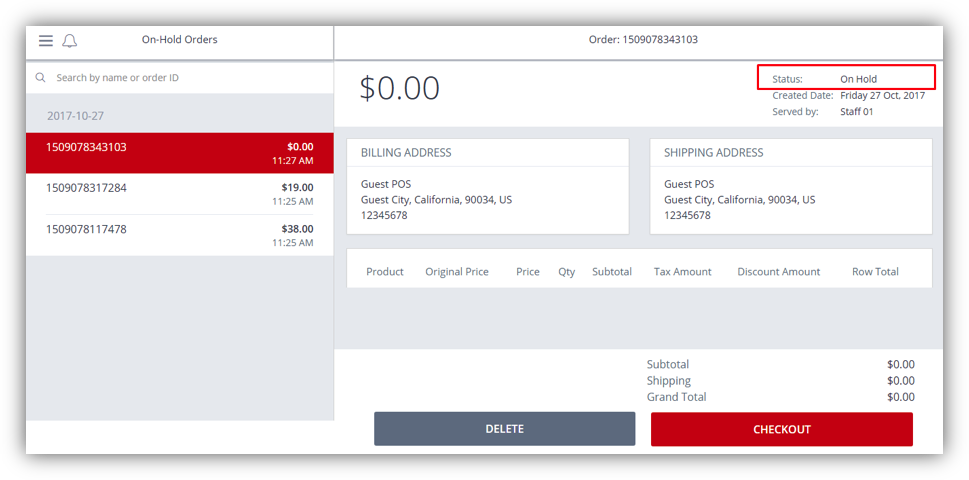 On-Hold Orders
Order: 1509078343103
Search by name or order ID
2017-10-27
1509078343103 $0.00
11:27 AM
1509078317284 $19.00
11:25 AM
1509078117478 $38.00
11:25 AM
$0.00
Status: On Hold
Created Date: Friday 27 Oct, 2017
Served by: Staff 01
BILLING ADDRESS
Guest POS
Guest City, California, 90034, US
12345678
SHIPPING ADDRESS
Guest POS
Guest City, California, 90034, US
12345678
Product Original Price Price Qty Subtotal Tax Amount Discount Amount Row Total
Subtotal $0.00
Shipping $0.00
Grand Total $0.00
DELETE CHECKOUT